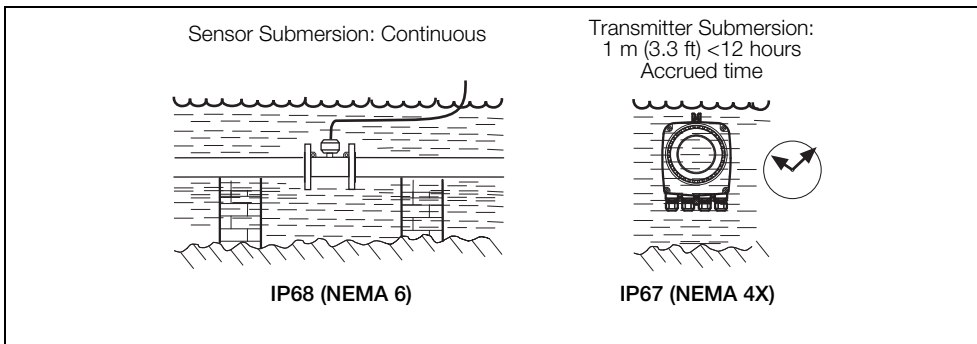 Sensor Submersion: Continuous
Transmitter Submersion:
1 m (3.3 ft) <12 hours
Accrued time
IP68 (NEMA 6)
IP67 (NEMA 4X)